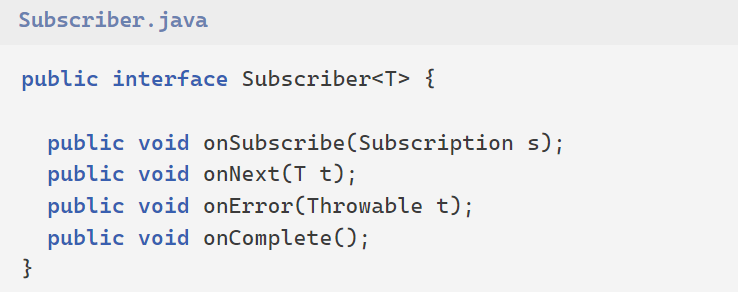 Subscriber.java
public interface Subscriber<T> {
public void onSubscribe(Subscription s);
public void onNext(T t);
public void onError(Throwable t);
public void onComplete();
}